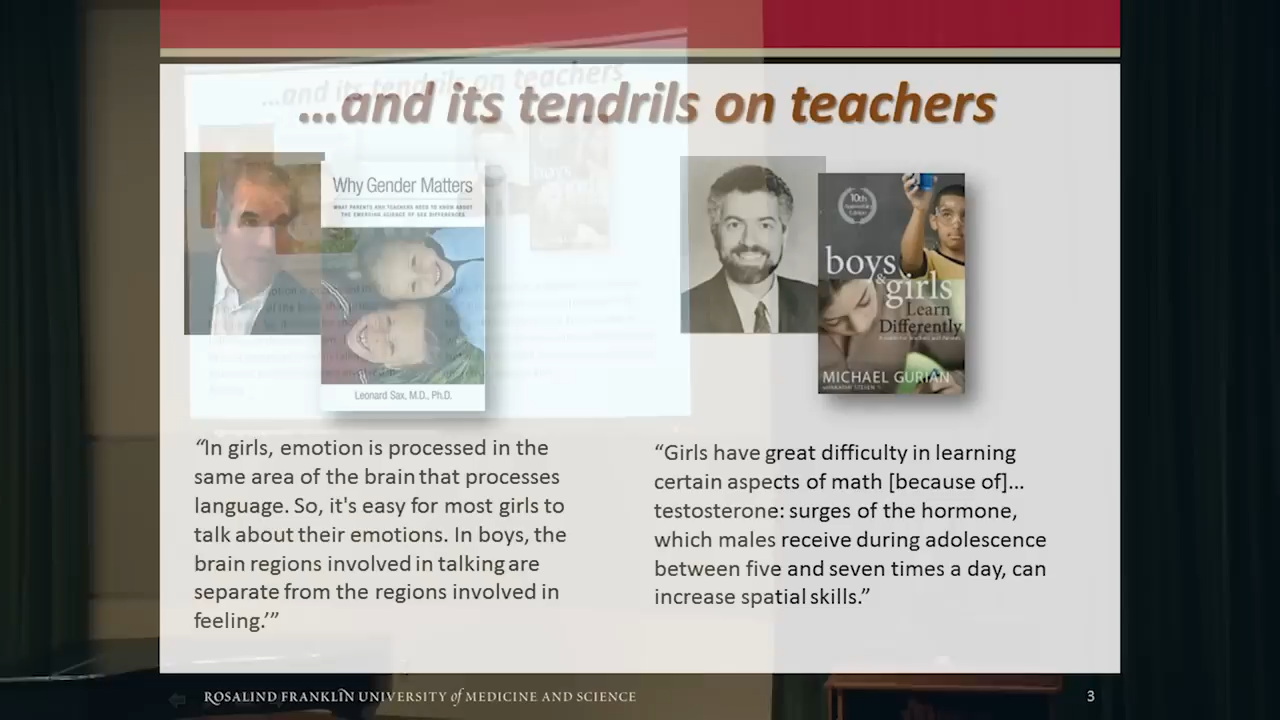 ...and its tendrils on teachers
...and its tendrils on teachers
Why Gender Matters
WHAT PARENTS AND TEACHERS NEED TO KNOW ABOUT
THE EMERGING SCIENCE OF SEX DIFFERENCES
Leonard Sax, M.D., Ph.D.
10th
Anniversary
Edition
boys
& girls
Learn
Differently
MICHAEL GURIAN
“In girls, emotion is processed in the
same area of the brain that processes
language. So, it's easy for most girls to
talk about their emotions. In boys, the
brain regions involved in talking are
separate from the regions involved in
feeling.’”
“Girls have great difficulty in learning
certain aspects of math [because of]...
testosterone: surges of the hormone,
which males receive during adolescence
between five and seven times a day, can
increase spatial skills.”
ROSALIND FRANKLIN UNIVERSITY of MEDICINE AND SCIENCE
3